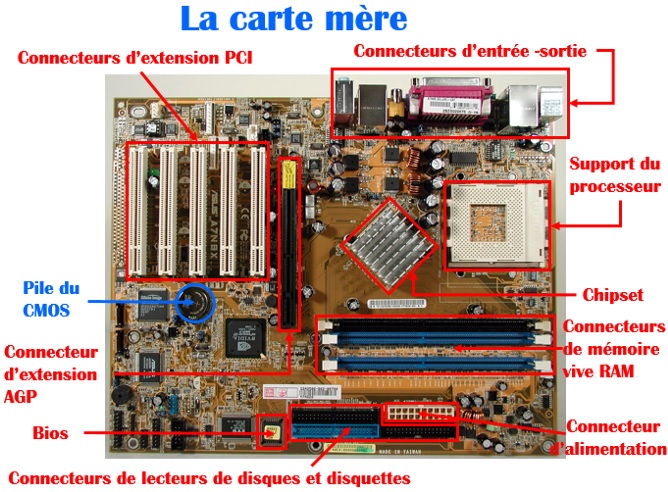 La carte mère
Connecteurs d'extension PCI
Connecteurs d'entrée -sortie
Support du
processeur
ASUS A7N8X
Pile du
CMOS
Chipset
Connecteur
d'extension
AGP
Connecteurs
de mémoire
vive RAM
Bios
Connecteur
d'alimentation
MADE IN TAIWAN
Connecteurs de lecteurs de disques et disquettes